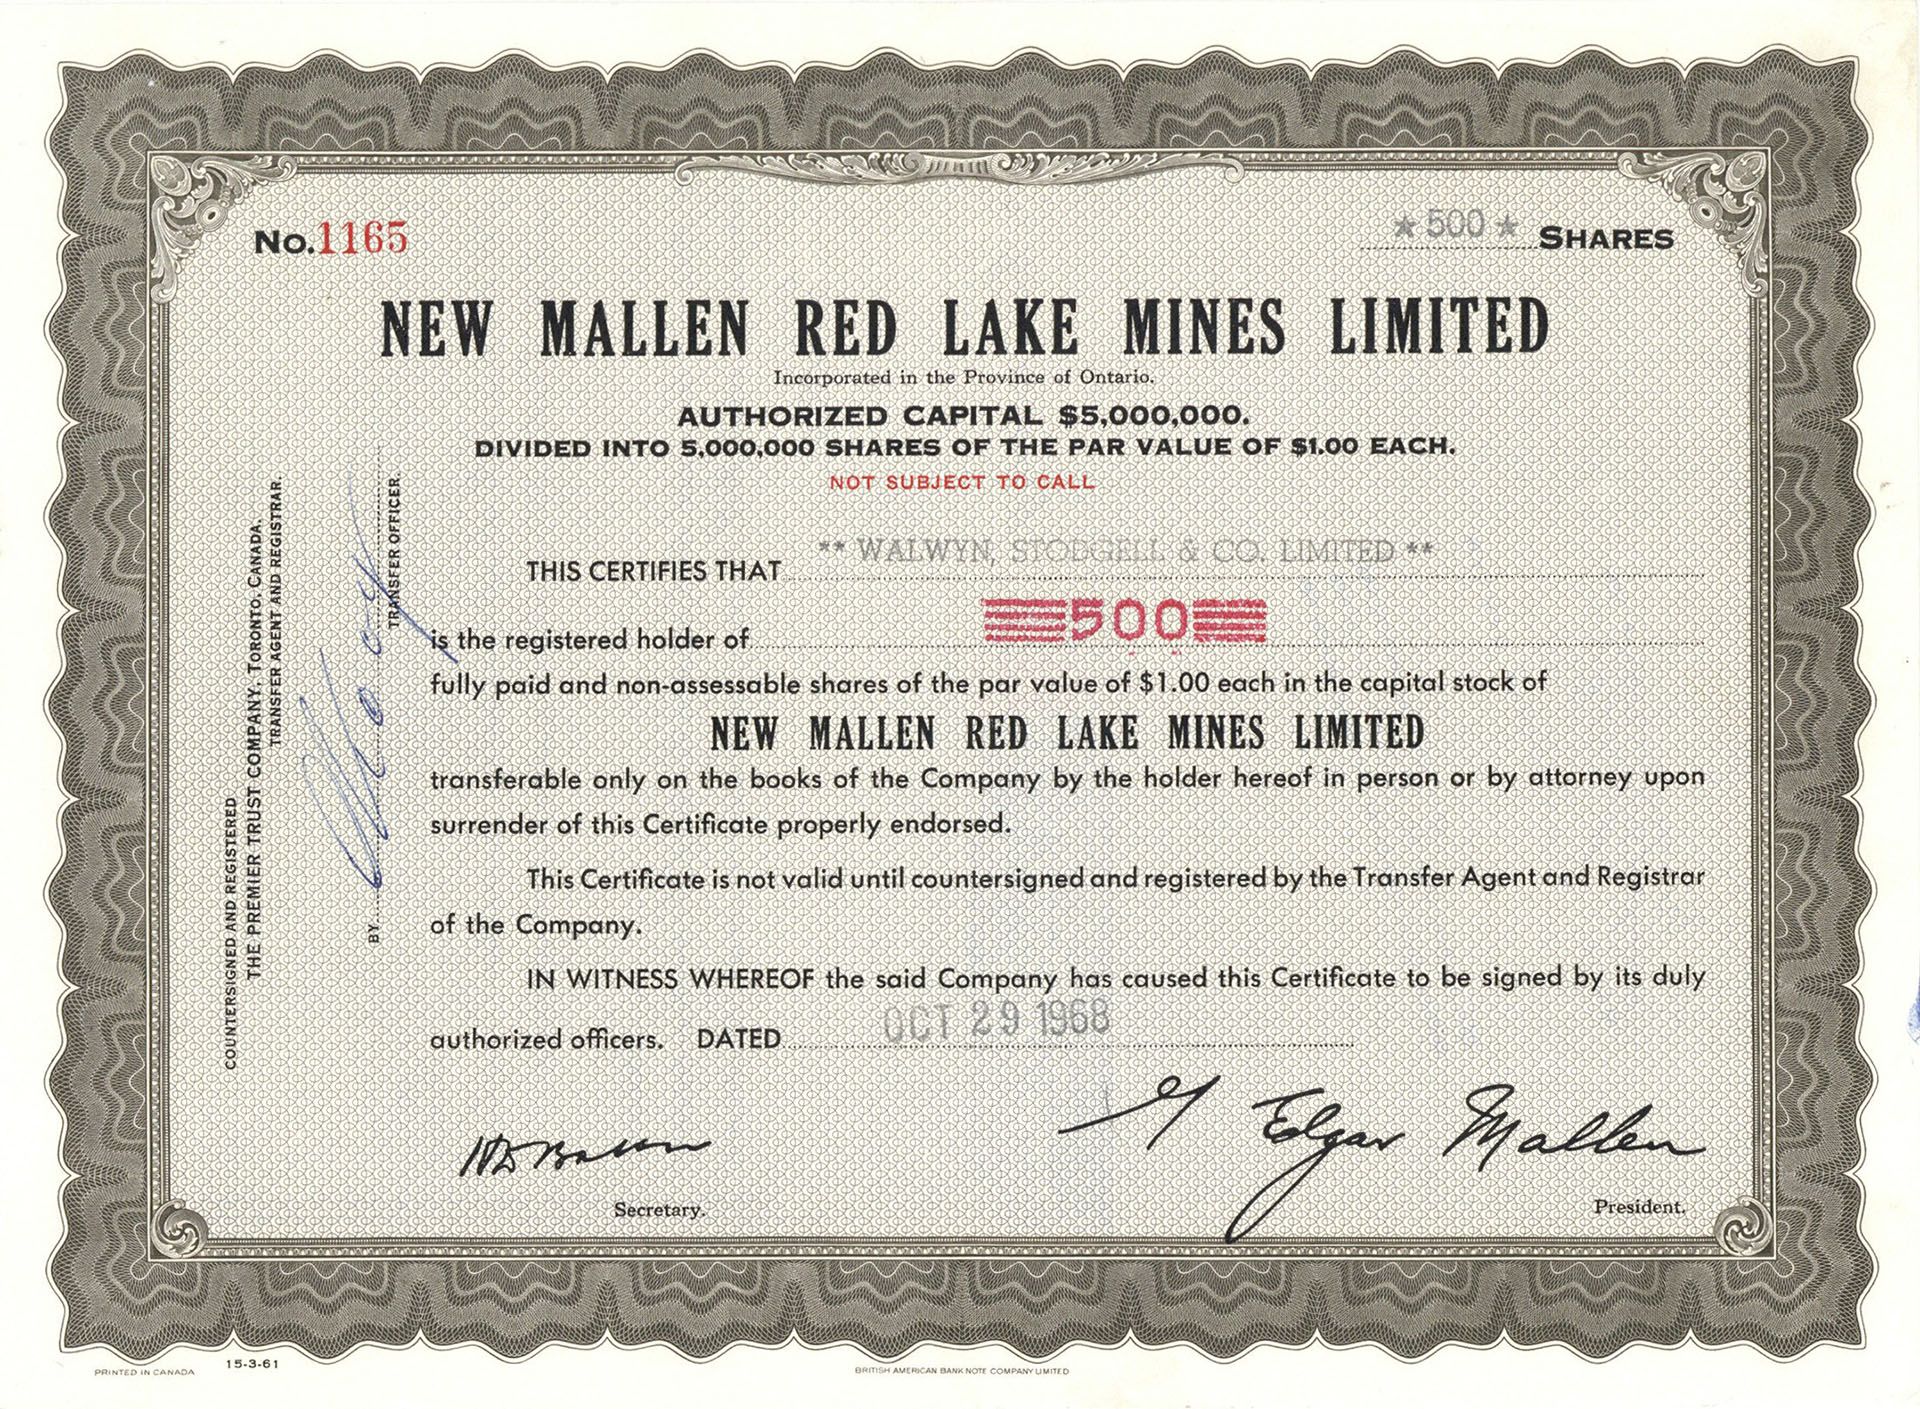 No. 1165
★ 500 ★ SHARES
NEW MALLEN RED LAKE MINES LIMITED
Incorporated in the Province of Ontario.
AUTHORIZED CAPITAL $5,000,000.
DIVIDED INTO 5,000,000 SHARES OF THE PAR VALUE OF $1.00 EACH.
NOT SUBJECT TO CALL
THIS CERTIFIES THAT ** WALWYN, STODGELL & CO. LIMITED **
is the registered holder of 500
fully paid and non-assessable shares of the par value of $1.00 each in the capital stock of
NEW MALLEN RED LAKE MINES LIMITED
transferable only on the books of the Company by the holder hereof in person or by attorney upon
surrender of this Certificate properly endorsed.
This Certificate is not valid until countersigned and registered by the Transfer Agent and Registrar
of the Company.
IN WITNESS WHEREOF the said Company has caused this Certificate to be signed by its duly
authorized officers. DATED OCT 29 1968
Edgar Mallen
Secretary.
President.
COUNTERSIGNED AND REGISTERED
THE PREMIER TRUST COMPANY, TORONTO, CANADA.
TRANSFER AGENT AND REGISTRAR.
BY
TRANSFER OFFICER.
PRINTED IN CANADA
15-3-61
BRITISH AMERICAN BANK NOTE COMPANY LIMITED